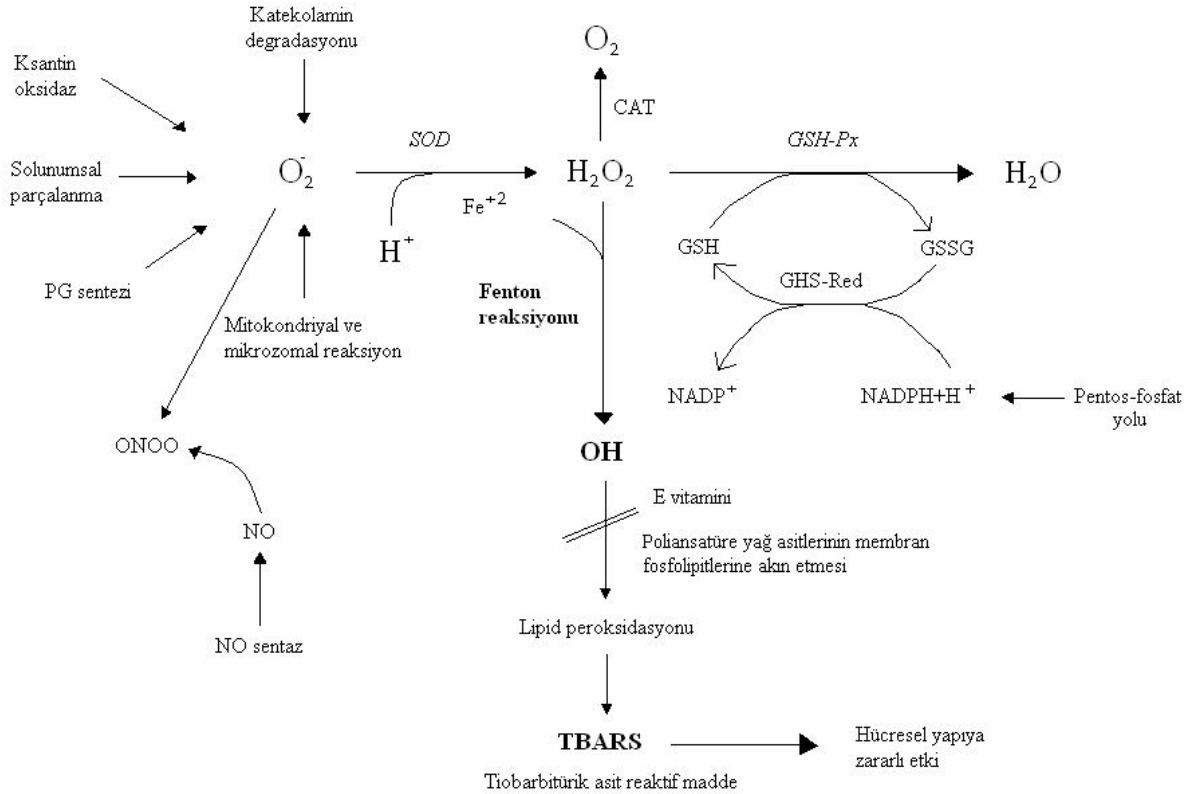 Katekolamin
degradasyonu
O₂
Ksantin
oksidaz
CAT
SOD
GSH-Px
Solunumsal
parçalanma
O₂⁻
H₂O₂
H₂O
Fe⁺²
H⁺
GSH
GSSG
PG sentezi
GHS-Red
Fenton
reaksiyonu
Mitokondriyal ve
mikrozomal reaksiyon
NADP⁺
NADPH+H⁺
Pentos-fosfat
yolu
ONOO
OH
E vitamini
NO
Poliansatüre yağ asitlerinin membran
fosfolipitlerine akın etmesi
Lipid peroksidasyonu
NO sentaz
TBARS
Hücresel yapıya
zararlı etki
Tiobarbitürik asit reaktif madde